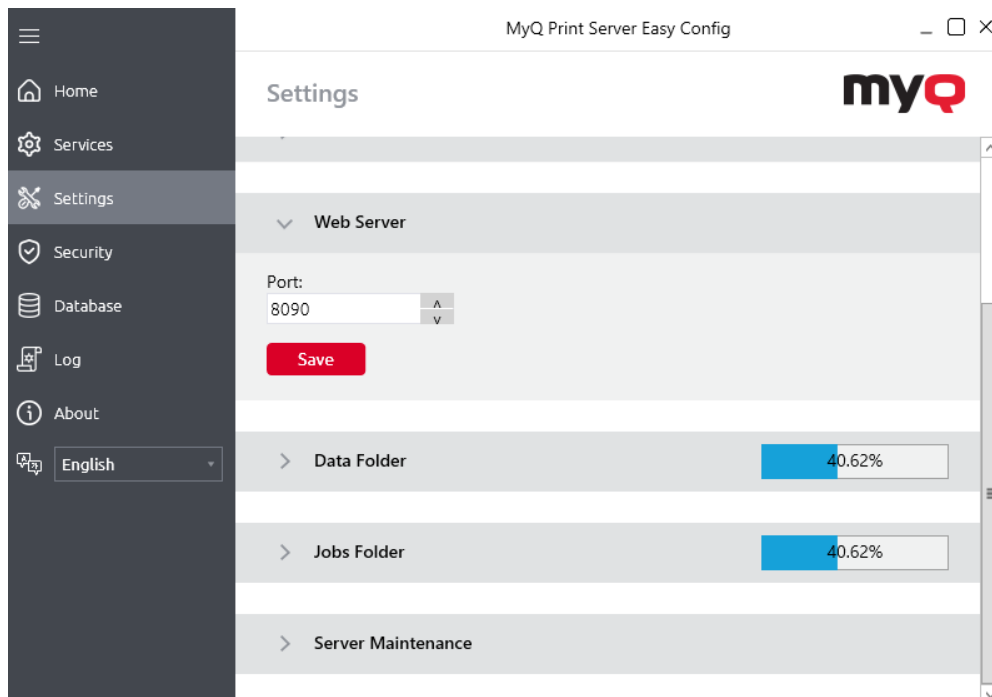 MyQ Print Server Easy Config
Home
Services
Settings
Security
Database
Log
About
English
Settings
myQ
Web Server
Port:
8090
Save
Data Folder
40.62%
Jobs Folder
40.62%
Server Maintenance